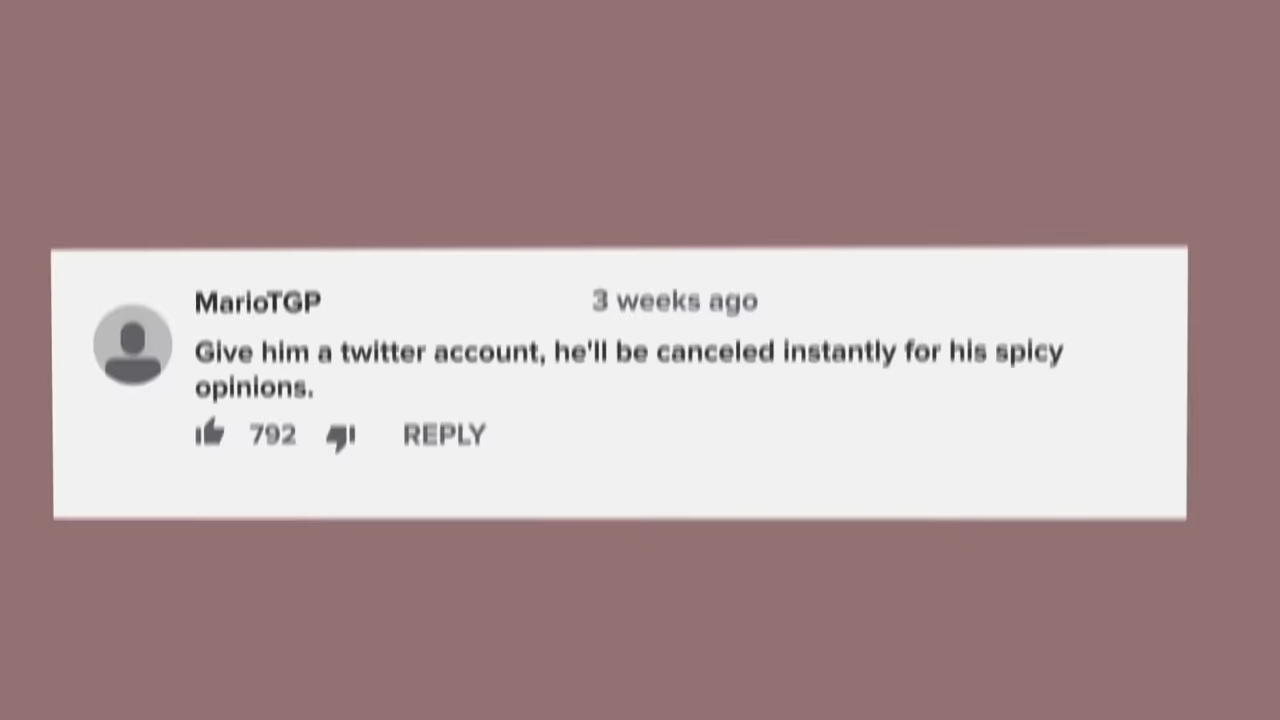 MarioTGP 3 weeks ago
Give him a twitter account, he'll be canceled instantly for his spicy
opinions.
792 REPLY